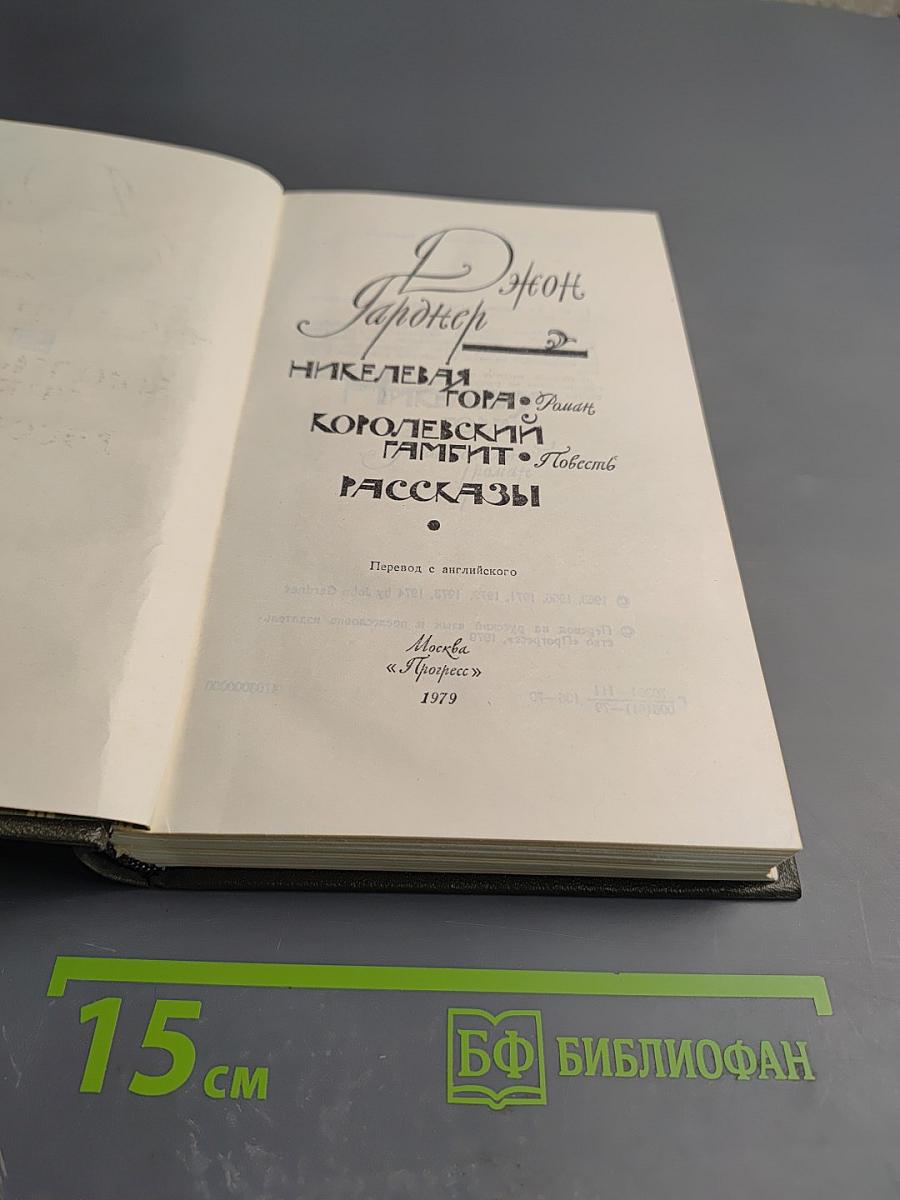 Джон
Гарднер
НИКЕЛЕВАЯ
ГОРА • Роман
КОРОЛЕВСКИЙ
ГАМБИТ • Повесть
РАССКАЗЫ
•
Перевод с английского
Москва
«Прогресс»
1979
15 см
БФ БИБЛИОФАН